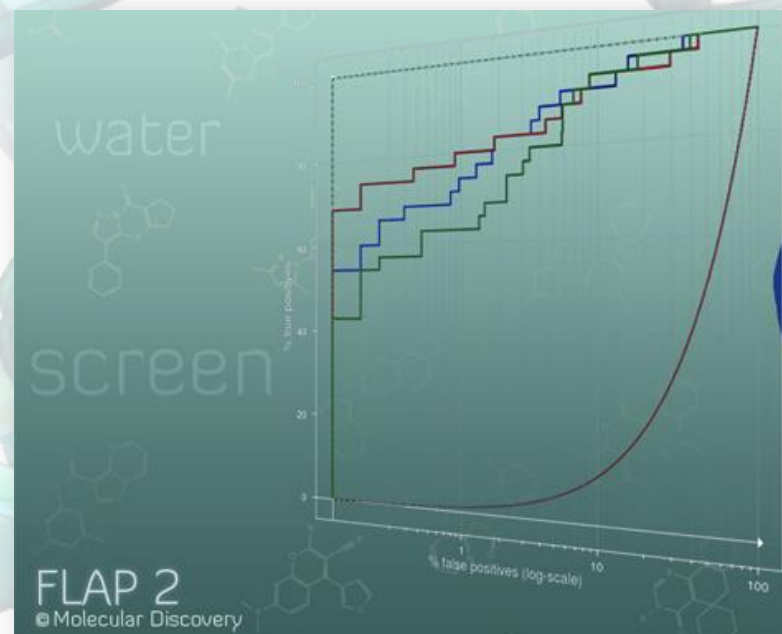 water
screen
FLAP 2
© Molecular Discovery
% true positives
40
20
0
1
10
100
% false positives (log-scale)